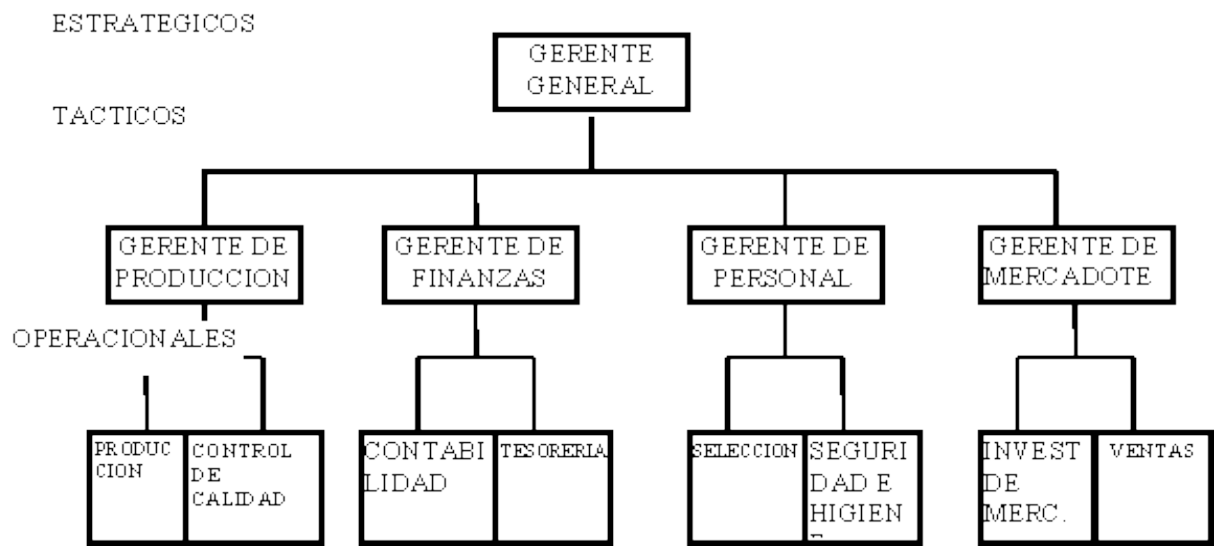 ESTRATEGICOS
GERENTE
GENERAL
TACTICOS
GERENTE DE
PRODUCCION
GERENTE DE
FINANZAS
GERENTE DE
PERSONAL
GERENTE DE
MERCADOTE
OPERACIONALES
PRODUC
CION
CONTROL
DE
CALIDAD
CONTABI
LIDAD
TESORERIA
SELECCION
SEGURI
DAD E
HIGIEN
INVEST
DE
MERC.
VENTAS